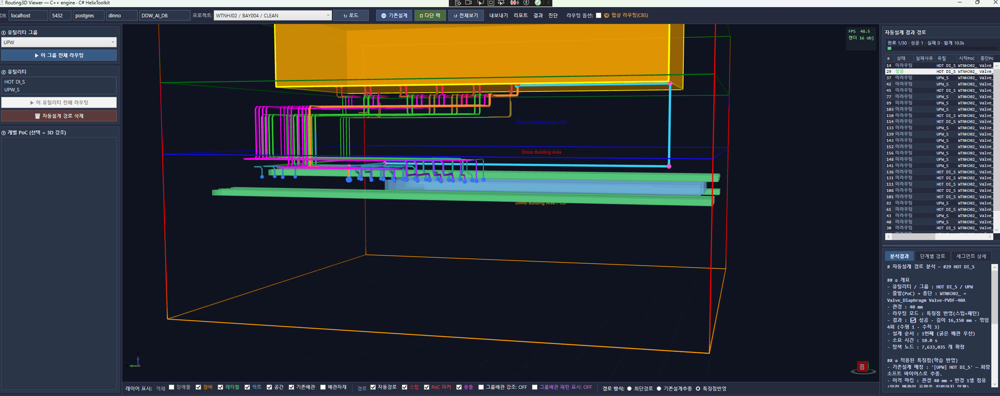 Routing3D Viewer — C++ engine · C# HelixToolkit
6
DB: localhost 5432 postgres dinno DDW_AI_DB 프로젝트: WTNHJ02 / BAY004 / CLEAN ↻ 로드 기존설계 다단 랙 ↺ 전체보기 내보내기 리포트 결과 진단 라우팅 옵션: 협상 라우팅(CBS)
① 유틸리티 그룹
UPW
▶ 이 그룹 전체 라우팅
② 유틸리티
HOT DI_S
UPW_S
▶ 이 유틸리티 전체 라우팅
자동설계 경로 삭제
③ 개별 PoC (선택 = 3D 강조)
FPS 48.5
렌더 16 obj
Dinno Building Area / A/F
Dinno Building Area
Dinno Building Area / CSF
Z
B
자동설계 결과 경로
완료 1/30 · 성공 1 · 실패 0 · 합계 10.0s
# 상태 실패사유 유틸 시작PoC 종단Po
14 미라우팅 HOT DI_S WTNHJ02_ Valve_
29 성공 HOT DI_S WTNHJ02_ Valve_
37 미라우팅 UPW_S WTNHJ02_ Valve_
42 미라우팅 UPW_S WTNHJ02_ Valve_
45 미라우팅 HOT DI_S WTNHJ02_ Valve_
77 미라우팅 UPW_S WTNHJ02_ Valve_
89 미라우팅 UPW_S WTNHJ02_ Valve_
103 미라우팅 UPW_S WTNHJ02_ Valve_
110 미라우팅 HOT DI_S WTNHJ02_ Valve_
114 미라우팅 HOT DI_S WTNHJ02_ Valve_
133 미라우팅 UPW_S WTNHJ02_ Valve_
139 미라우팅 UPW_S WTNHJ02_ Valve_
143 미라우팅 UPW_S WTNHJ02_ Valve_
152 미라우팅 UPW_S WTNHJ02_ Valve_
156 미라우팅 UPW_S WTNHJ02_ Valve_
148 미라우팅 UPW_S WTNHJ02_ Valve_
141 미라우팅 UPW_S WTNHJ02_ Valve_
136 미라우팅 HOT DI_S WTNHJ02_ Valve_
131 미라우팅 HOT DI_S WTNHJ02_ Valve_
111 미라우팅 HOT DI_S WTNHJ02_ Valve_
108 미라우팅 HOT DI_S WTNHJ02_ Valve_
101 미라우팅 HOT DI_S WTNHJ02_ Valve_
82 미라우팅 UPW_S WTNHJ02_ Valve_
61 미라우팅 HOT DI_S WTNHJ02_ Valve_
43 미라우팅 UPW_S WTNHJ02_ Valve_
40 미라우팅 UPW_S WTNHJ02_ Valve_
30 미라우팅 HOT DI_S WTNHJ02_ Valve_
분석결과 단계별 경로 세그먼트 상세
# 자동설계 경로 분석 — #29 HOT DI_S
## ① 개요
- 유틸리티 / 그룹 : HOT DI_S / UPW
- 출발(PoC) → 종단 : WTNHJ02_ →
Valve_Diaphragm Valve-PVDF-40A
- 관경 : 40 mm
- 라우팅 모드 : 특징점 반영(스텁+패턴)
- 결과 : ✅ 성공 · 길이 16,150 mm · 꺾임
4회 (수평 1 · 수직 3)
- 설계 순서 : 1번째 (굵은 배관 우선)
- 소요 시간 : 10.0 s
- 탐색 노드 : 7,633,035 개 확장
## ② 적용된 특징점(학습 반영)
- 기존설계 매칭 : '[UPW] HOT DI_S' — 회랑
소프트 바이어스로 추종.
- 이격 마킹 : 관경 40 mm → 반경 1셀 점유
레이어 표시: 객체 장애물 장비 레터럴 덕트 공간 기존배관 배관자재 경로 자동경로 스텁 PoC 마커 충돌 그룹배관 강조: OFF 그룹배관 패턴 표시: OFF 경로 방식: 최단경로 기존설계추종 특징점반영